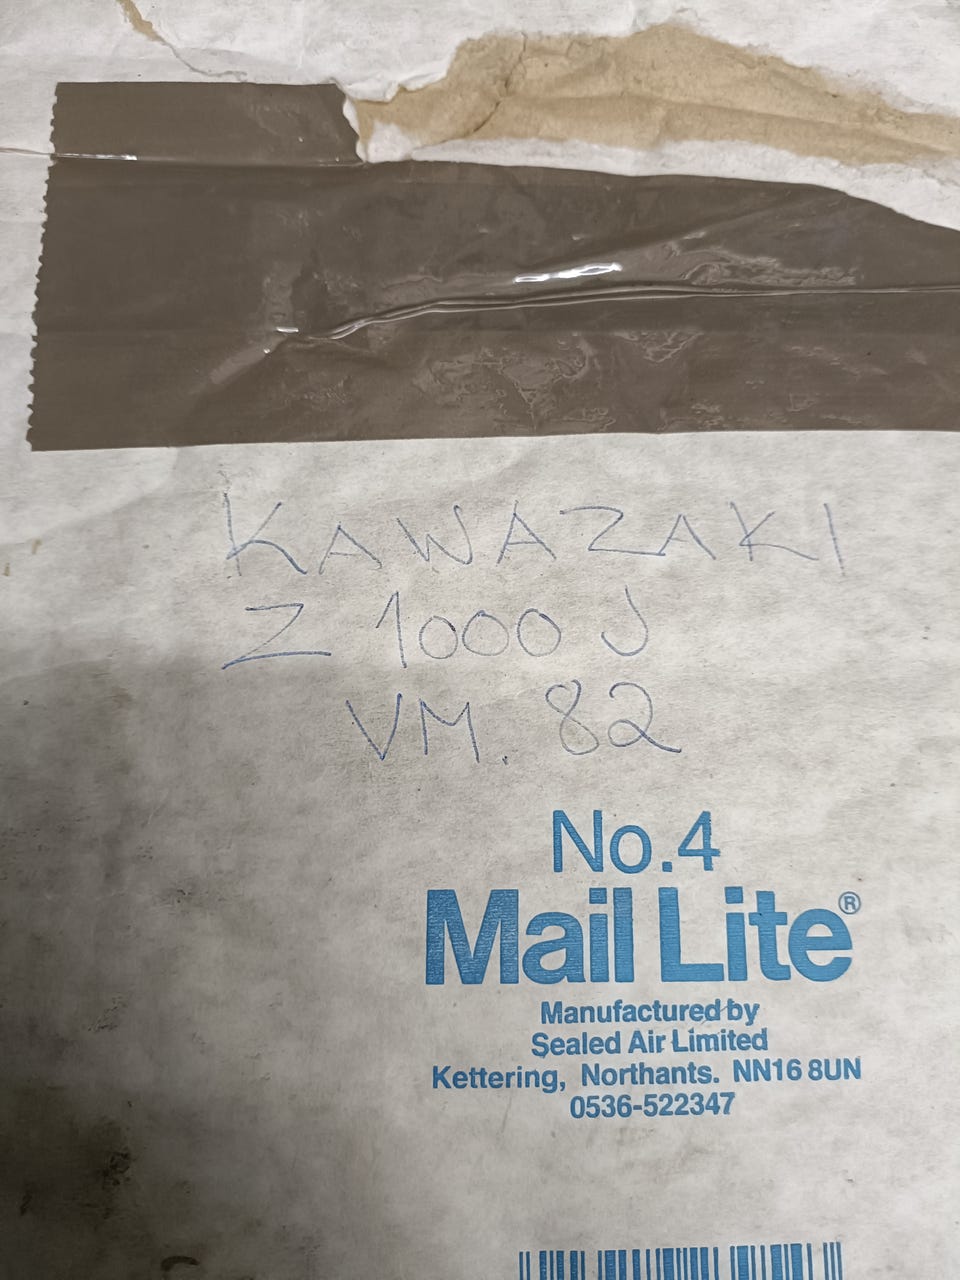 KAWAZAKI
Z 1000 J
VM. 82
No.4
Mail Lite®
Manufactured by
Sealed Air Limited
Kettering, Northants. NN16 8UN
0536-522347